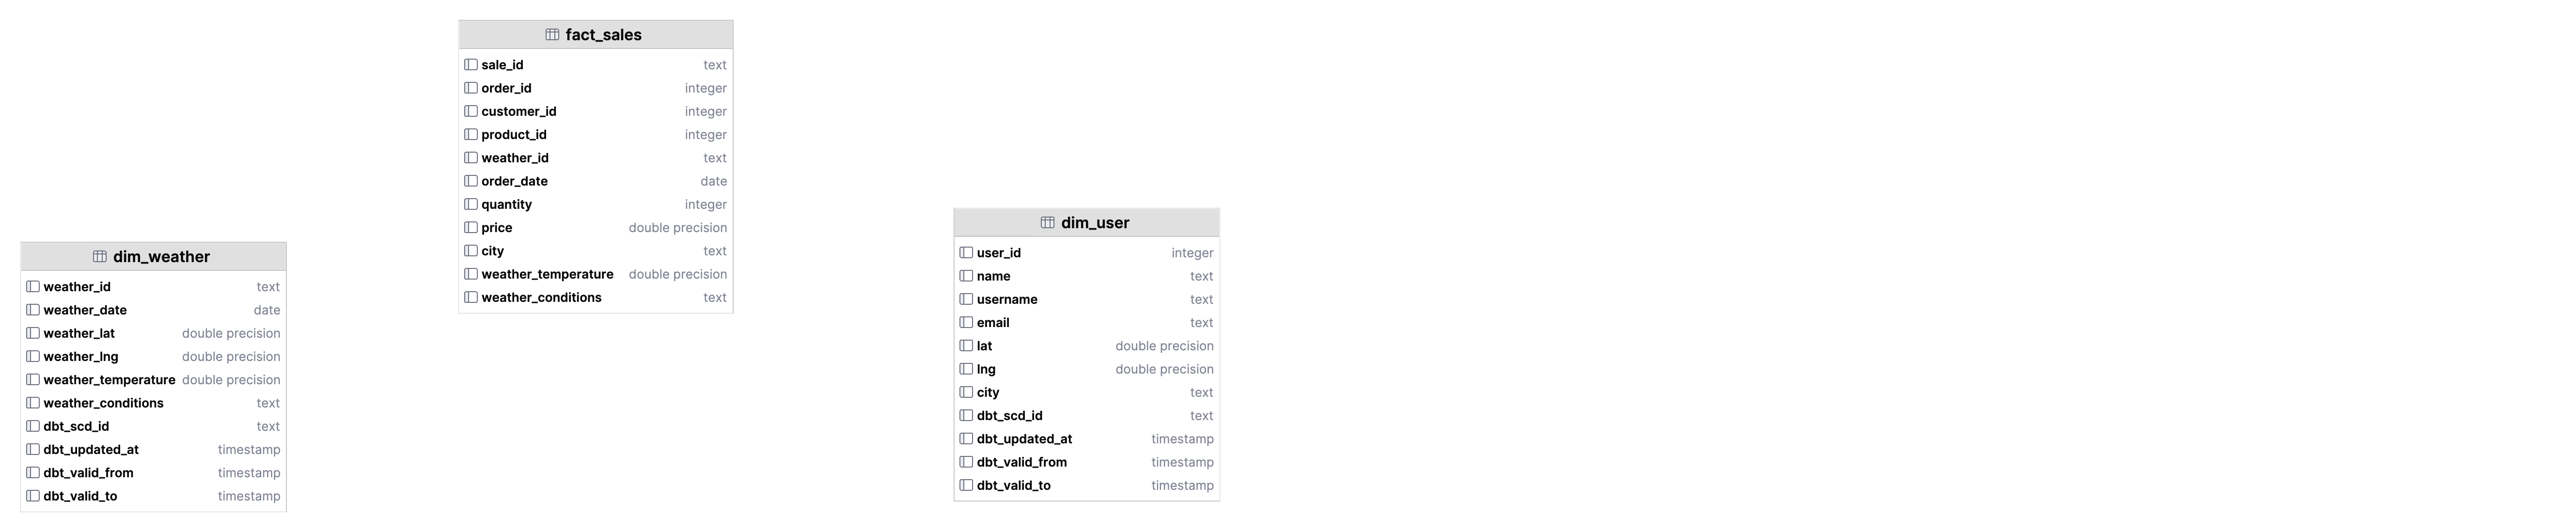 fact_sales
sale_id text
order_id integer
customer_id integer
product_id integer
weather_id text
order_date date
quantity integer
price double precision
city text
weather_temperature double precision
weather_conditions text
dim_weather
weather_id text
weather_date date
weather_lat double precision
weather_lng double precision
weather_temperature double precision
weather_conditions text
dbt_scd_id text
dbt_updated_at timestamp
dbt_valid_from timestamp
dbt_valid_to timestamp
dim_user
user_id integer
name text
username text
email text
lat double precision
lng double precision
city text
dbt_scd_id text
dbt_updated_at timestamp
dbt_valid_from timestamp
dbt_valid_to timestamp